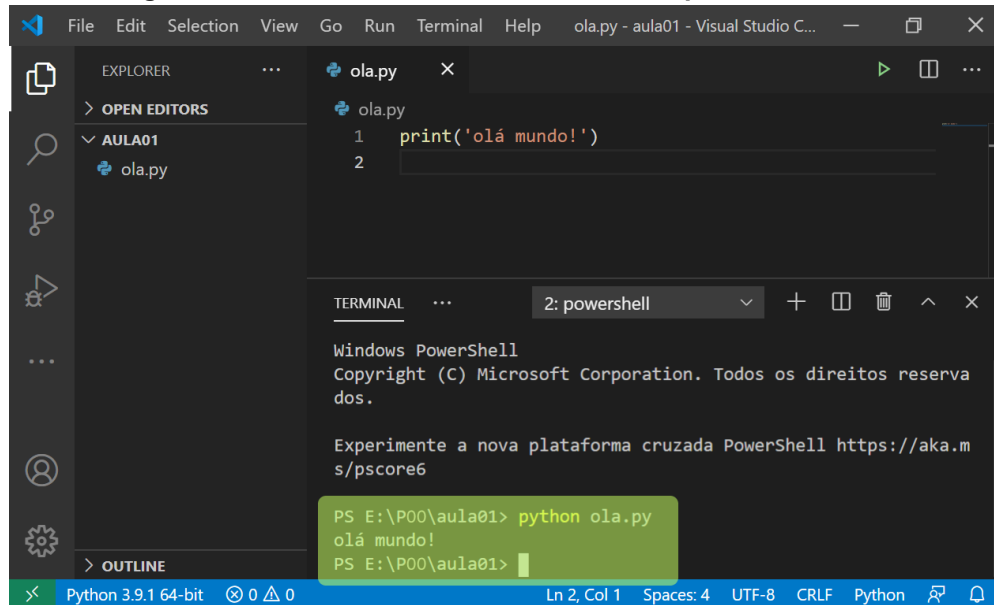 File Edit Selection View Go Run Terminal Help ola.py - aula01 - Visual Studio C...
EXPLORER ...
ola.py
OPEN EDITORS
AULA01
ola.py
ola.py
1 print('olá mundo!')
2
TERMINAL ... 2: powershell
Windows PowerShell
Copyright (C) Microsoft Corporation. Todos os direitos reserva
dos.
Experimente a nova plataforma cruzada PowerShell https://aka.m
s/pscore6
PS E:\POO\aula01> python ola.py
olá mundo!
PS E:\POO\aula01>
OUTLINE
Python 3.9.1 64-bit 0 0 Ln 2, Col 1 Spaces: 4 UTF-8 CRLF Python